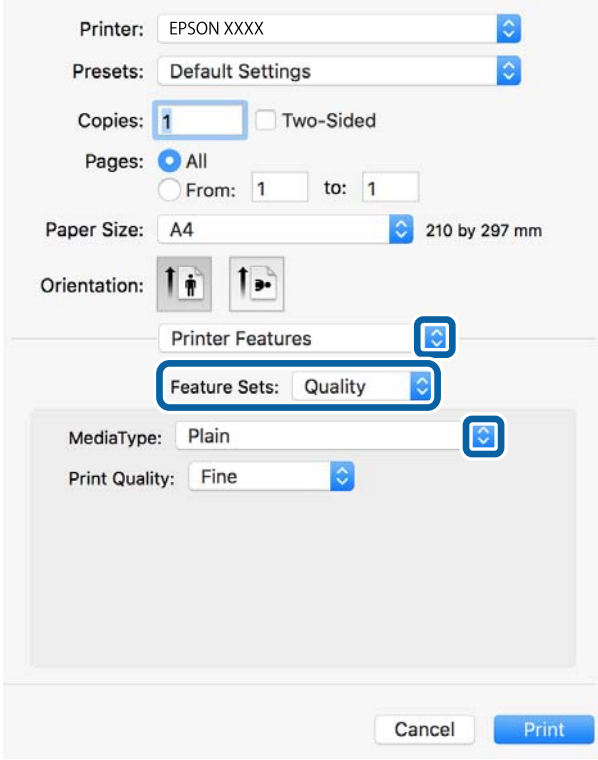 Printer: EPSON XXXX
Presets: Default Settings
Copies: 1 Two-Sided
Pages: All
From: 1 to: 1
Paper Size: A4 210 by 297 mm
Orientation:
Printer Features
Feature Sets: Quality
MediaType: Plain
Print Quality: Fine
Cancel Print